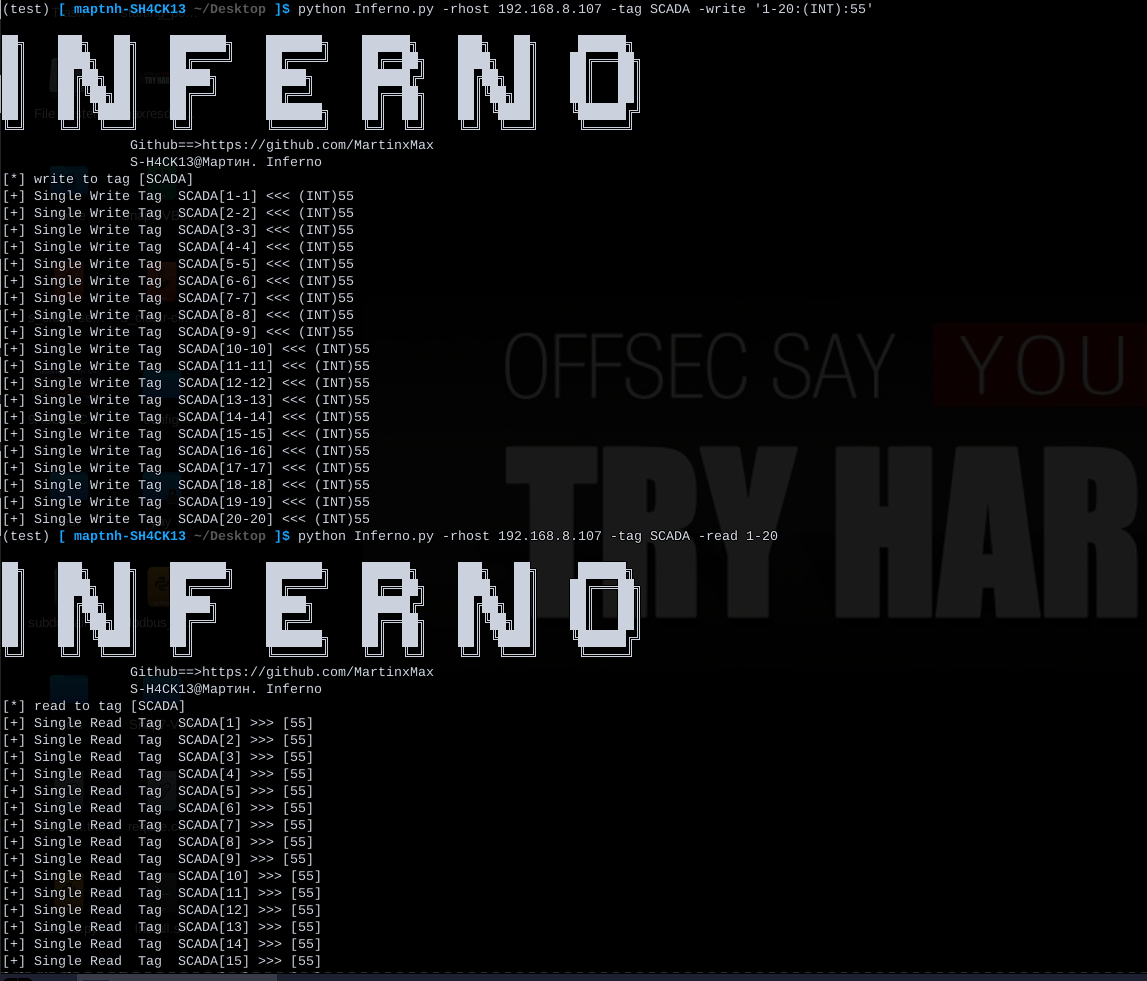 (test) [ maptnh-SH4CK13 ~/Desktop ]$ python Inferno.py -rhost 192.168.8.107 -tag SCADA -write '1-20:(INT):55'
INFERNO
Github==>https://github.com/MartinxMax
S-H4CK13@Мартин. Inferno
[*] write to tag [SCADA]
[+] Single Write Tag  SCADA[1-1] <<< (INT)55
[+] Single Write Tag  SCADA[2-2] <<< (INT)55
[+] Single Write Tag  SCADA[3-3] <<< (INT)55
[+] Single Write Tag  SCADA[4-4] <<< (INT)55
[+] Single Write Tag  SCADA[5-5] <<< (INT)55
[+] Single Write Tag  SCADA[6-6] <<< (INT)55
[+] Single Write Tag  SCADA[7-7] <<< (INT)55
[+] Single Write Tag  SCADA[8-8] <<< (INT)55
[+] Single Write Tag  SCADA[9-9] <<< (INT)55
[+] Single Write Tag  SCADA[10-10] <<< (INT)55
[+] Single Write Tag  SCADA[11-11] <<< (INT)55
[+] Single Write Tag  SCADA[12-12] <<< (INT)55
[+] Single Write Tag  SCADA[13-13] <<< (INT)55
[+] Single Write Tag  SCADA[14-14] <<< (INT)55
[+] Single Write Tag  SCADA[15-15] <<< (INT)55
[+] Single Write Tag  SCADA[16-16] <<< (INT)55
[+] Single Write Tag  SCADA[17-17] <<< (INT)55
[+] Single Write Tag  SCADA[18-18] <<< (INT)55
[+] Single Write Tag  SCADA[19-19] <<< (INT)55
[+] Single Write Tag  SCADA[20-20] <<< (INT)55
(test) [ maptnh-SH4CK13 ~/Desktop ]$ python Inferno.py -rhost 192.168.8.107 -tag SCADA -read 1-20
INFERNO
Github==>https://github.com/MartinxMax
S-H4CK13@Мартин. Inferno
[*] read to tag [SCADA]
[+] Single Read  Tag  SCADA[1] >>> [55]
[+] Single Read  Tag  SCADA[2] >>> [55]
[+] Single Read  Tag  SCADA[3] >>> [55]
[+] Single Read  Tag  SCADA[4] >>> [55]
[+] Single Read  Tag  SCADA[5] >>> [55]
[+] Single Read  Tag  SCADA[6] >>> [55]
[+] Single Read  Tag  SCADA[7] >>> [55]
[+] Single Read  Tag  SCADA[8] >>> [55]
[+] Single Read  Tag  SCADA[9] >>> [55]
[+] Single Read  Tag  SCADA[10] >>> [55]
[+] Single Read  Tag  SCADA[11] >>> [55]
[+] Single Read  Tag  SCADA[12] >>> [55]
[+] Single Read  Tag  SCADA[13] >>> [55]
[+] Single Read  Tag  SCADA[14] >>> [55]
[+] Single Read  Tag  SCADA[15] >>> [55]
OFFSEC SAY YOU
TRY HAR